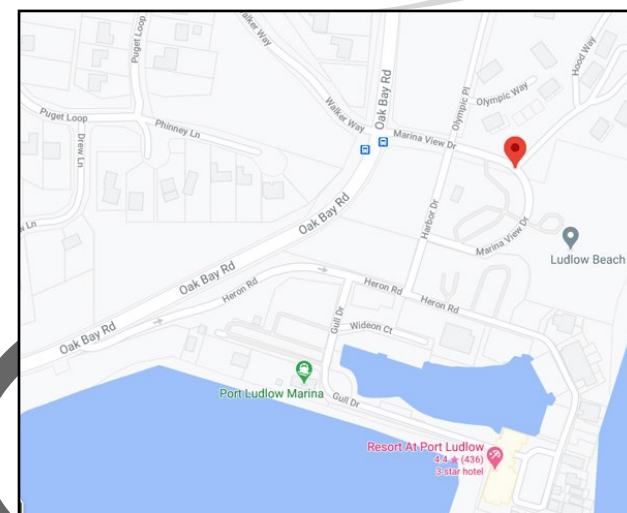 Walker Way
Puget Loop
Hood Way
Oak Bay Rd
Olympic Pl
Olympic Way
Puget Loop
Phinney Ln
Drew Ln
Walker Way
Marina View Dr
Oak Bay Rd
Harbor Dr
Marina View Dr
Ludlow Beach
w Ln
Oak Bay Rd
Heron Rd
Heron Rd
Heron Rd
Gull Dr
Wideon Ct
Oak Bay Rd
Port Ludlow Marina
Gull Dr
Resort At Port Ludlow
4.4 ★ (436)
3-star hotel